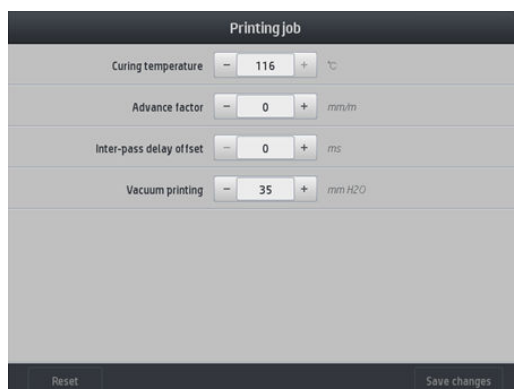 Printing job
Curing temperature − 116 + °C
Advance factor − 0 + mm/m
Inter-pass delay offset − 0 + ms
Vacuum printing − 35 + mm H2O
Reset Save changes